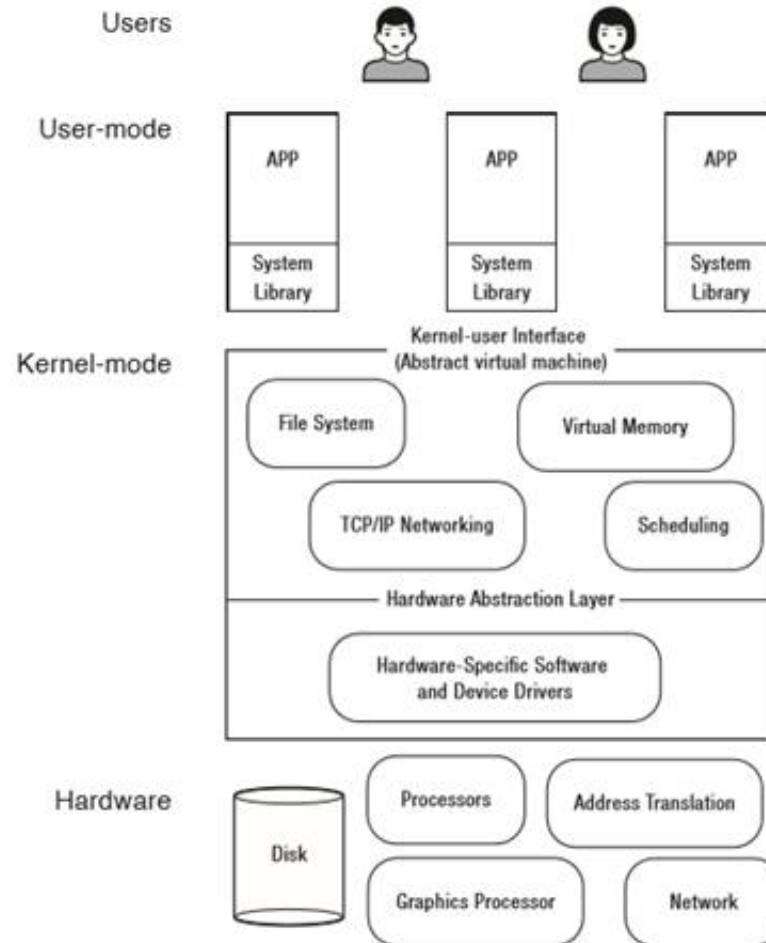 Users
User-mode
APP APP APP
System System System
Library Library Library
Kernel-user Interface
Kernel-mode
(Abstract virtual machine)
File System Virtual Memory
TCP/IP Networking Scheduling
Hardware Abstraction Layer
Hardware-Specific Software
and Device Drivers
Hardware
Processors Address Translation
Disk
Graphics Processor Network